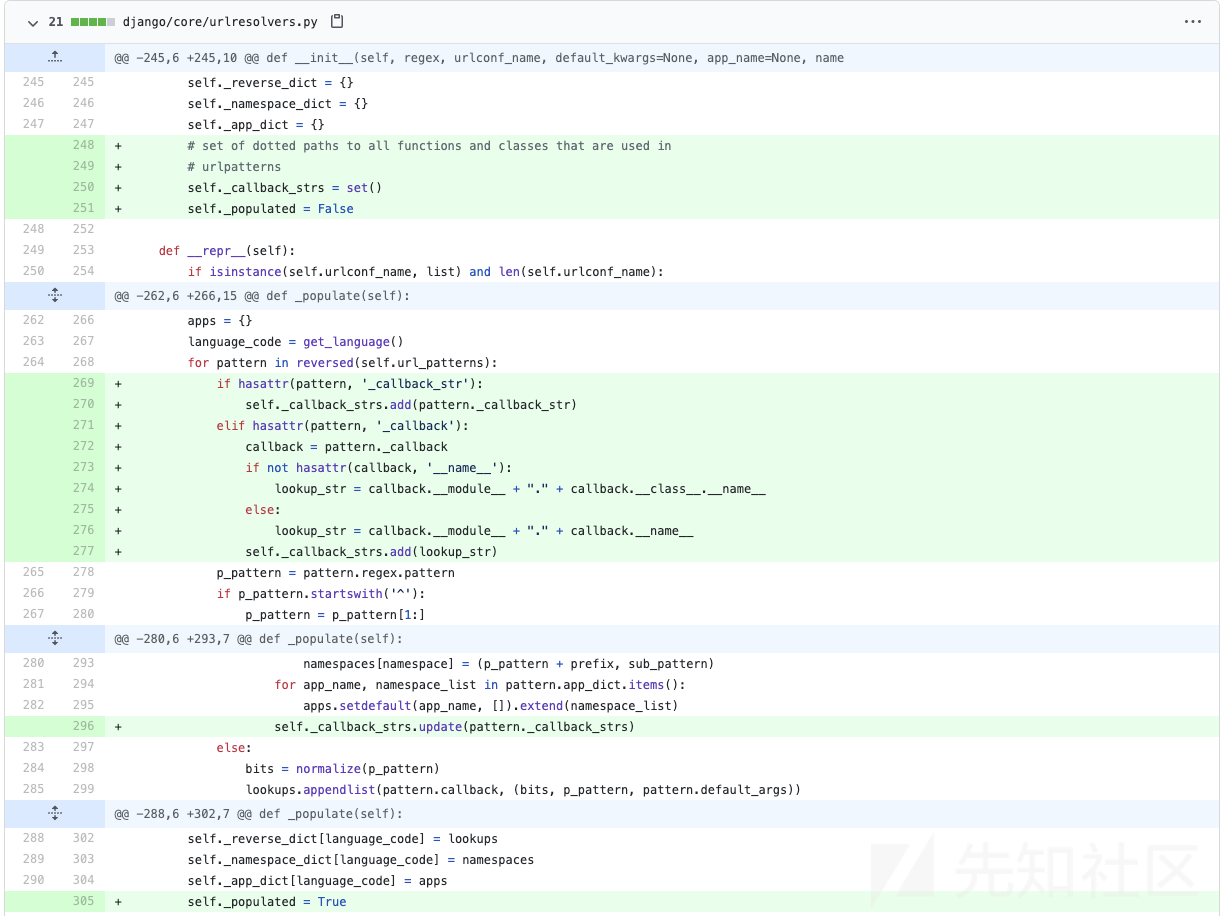 21 django/core/urlresolvers.py
@@ -245,6 +245,10 @@ def __init__(self, regex, urlconf_name, default_kwargs=None, app_name=None, name
245 245 self._reverse_dict = {}
246 246 self._namespace_dict = {}
247 247 self._app_dict = {}
248 + # set of dotted paths to all functions and classes that are used in
249 + # urlpatterns
250 + self._callback_strs = set()
251 + self._populated = False
248 252
249 253 def __repr__(self):
250 254 if isinstance(self.urlconf_name, list) and len(self.urlconf_name):
@@ -262,6 +266,15 @@ def _populate(self):
262 266 apps = {}
263 267 language_code = get_language()
264 268 for pattern in reversed(self.url_patterns):
269 + if hasattr(pattern, '_callback_str'):
270 + self._callback_strs.add(pattern._callback_str)
271 + elif hasattr(pattern, '_callback'):
272 + callback = pattern._callback
273 + if not hasattr(callback, '__name__'):
274 + lookup_str = callback.__module__ + "." + callback.__class__.__name__
275 + else:
276 + lookup_str = callback.__module__ + "." + callback.__name__
277 + self._callback_strs.add(lookup_str)
265 278 p_pattern = pattern.regex.pattern
266 279 if p_pattern.startswith('^'):
267 280 p_pattern = p_pattern[1:]
@@ -280,6 +293,7 @@ def _populate(self):
280 293 namespaces[namespace] = (p_pattern + prefix, sub_pattern)
281 294 for app_name, namespace_list in pattern.app_dict.items():
282 295 apps.setdefault(app_name, []).extend(namespace_list)
296 + self._callback_strs.update(pattern._callback_strs)
283 297 else:
284 298 bits = normalize(p_pattern)
285 299 lookups.appendlist(pattern.callback, (bits, p_pattern, pattern.default_args))
@@ -288,6 +302,7 @@ def _populate(self):
288 302 self._reverse_dict[language_code] = lookups
289 303 self._namespace_dict[language_code] = namespaces
290 304 self._app_dict[language_code] = apps
305 + self._populated = True
先知社区